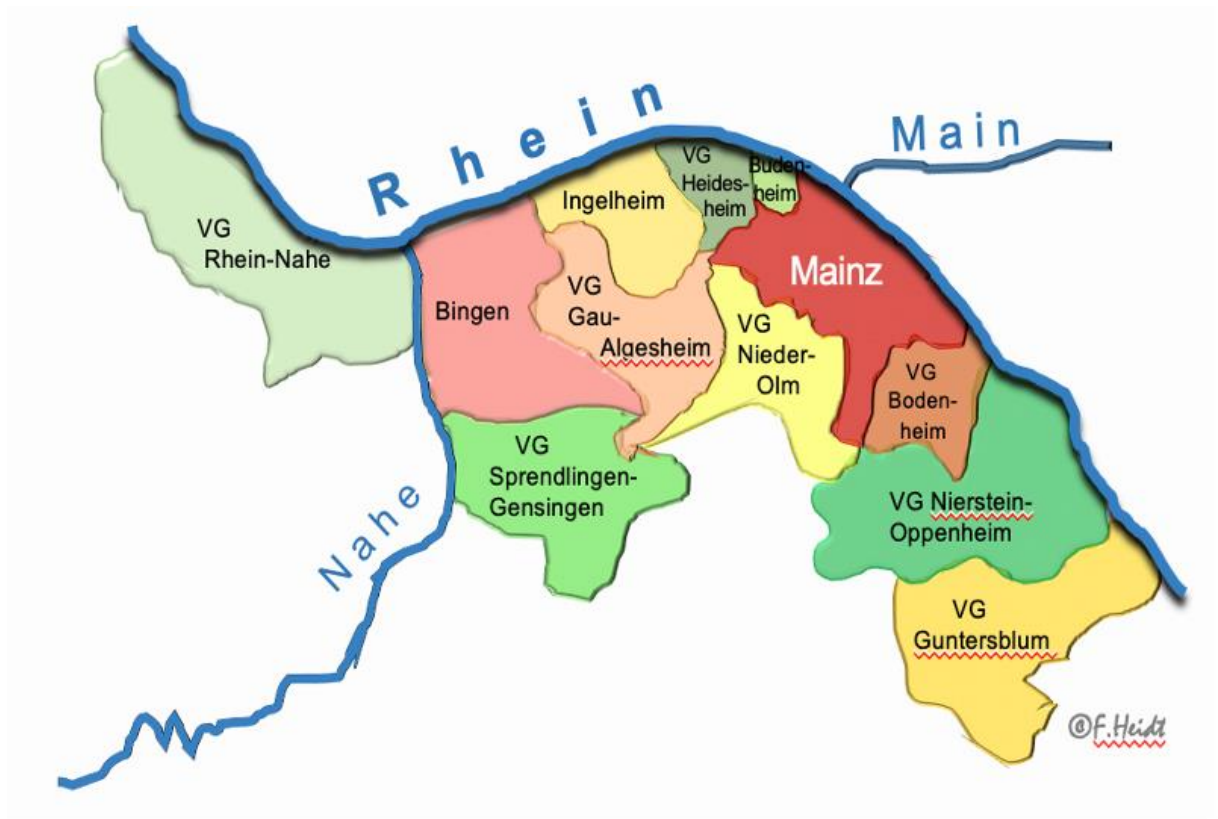 Rhein
Main
VG
Rhein-Nahe
Bingen
Ingelheim
VG
Heides-
heim
Buden-
heim
Mainz
VG
Gau-
Algesheim
VG
Nieder-
Olm
VG
Boden-
heim
VG
Sprendlingen-
Gensingen
Nahe
VG Nierstein-
Oppenheim
VG
Guntersblum
©F.Heidt